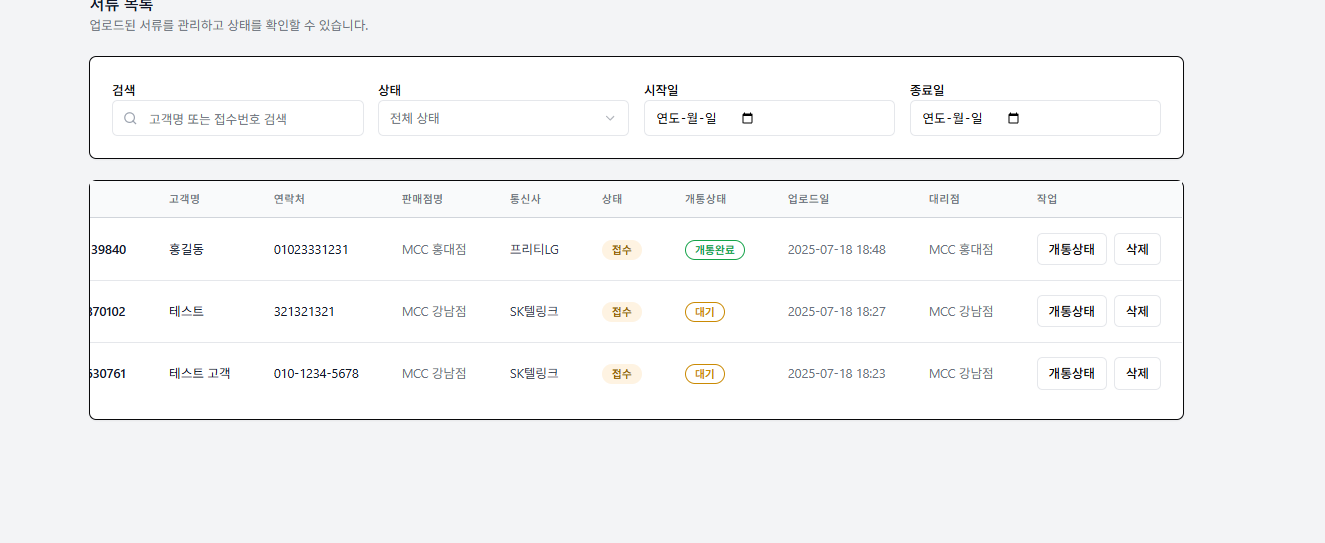 서류 목록
업로드된 서류를 관리하고 상태를 확인할 수 있습니다.
검색 상태 시작일 종료일
고객명 또는 접수번호 검색 전체 상태 연도-월-일 연도-월-일
고객명 연락처 판매점명 통신사 상태 개통상태 업로드일 대리점 작업
39840 홍길동 01023331231 MCC 홍대점 프리티LG 접수 개통완료 2025-07-18 18:48 MCC 홍대점 개통상태 삭제
370102 테스트 321321321 MCC 강남점 SK텔링크 접수 대기 2025-07-18 18:27 MCC 강남점 개통상태 삭제
530761 테스트 고객 010-1234-5678 MCC 강남점 SK텔링크 접수 대기 2025-07-18 18:23 MCC 강남점 개통상태 삭제